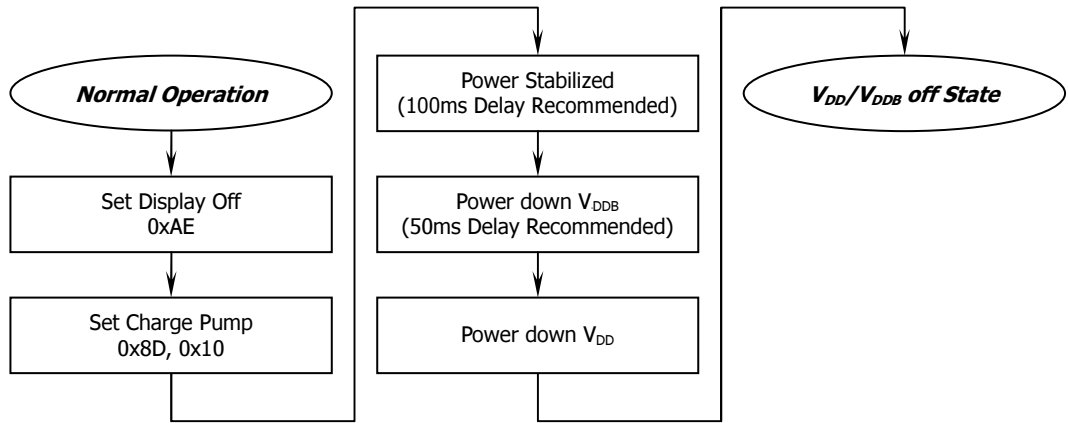 Normal Operation
Set Display Off
0xAE
Set Charge Pump
0x8D, 0x10
Power Stabilized
(100ms Delay Recommended)
Power down VDDB
(50ms Delay Recommended)
Power down VDD
VDD/VDDB off State